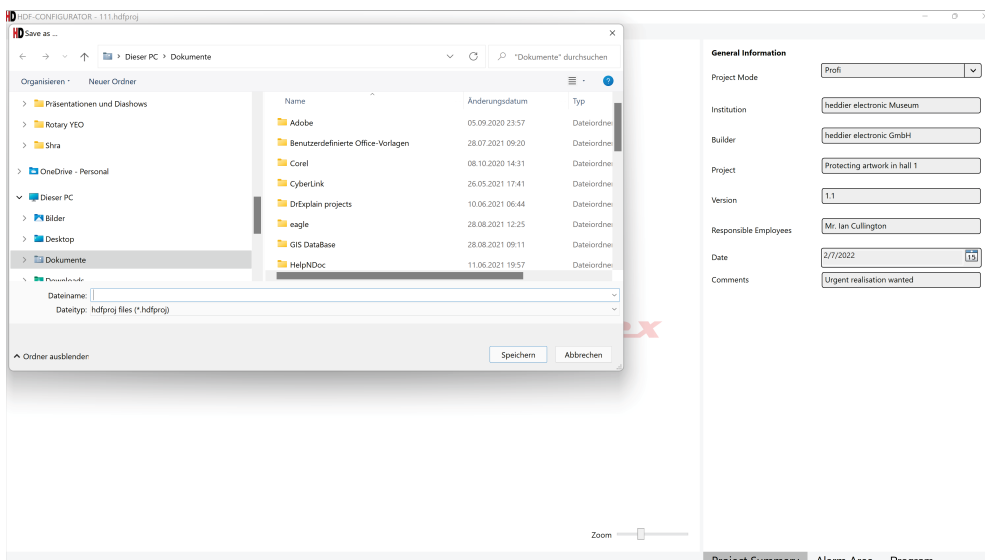 HDF-CONFIGURATOR - 111.hdfproj
Save as ...
Dieser PC > Dokumente
"Dokumente" durchsuchen
Organisieren
Neuer Ordner
Präsentationen und Diashows
Rotary YEO
Shra
OneDrive - Personal
Dieser PC
Bilder
Desktop
Dokumente
Downloads
Name Änderungsdatum Typ
Adobe 05.09.2020 23:57 Dateiordner
Benutzerdefinierte Office-Vorlagen 28.07.2021 09:20 Dateiordner
Corel 08.10.2020 14:31 Dateiordner
CyberLink 26.05.2021 17:41 Dateiordner
DrExplain projects 10.06.2021 06:44 Dateiordner
eagle 28.08.2021 12:25 Dateiordner
GIS DataBase 28.08.2021 09:11 Dateiordner
HelpNDoc 11.06.2021 19:57 Dateiordner
Dateiname:
Dateityp: hdfproj files (*.hdfproj)
Ordner ausblenden
Speichern Abbrechen
General Information
Project Mode Profi
Institution heddier electronic Museum
Builder heddier electronic GmbH
Project Protecting artwork in hall 1
Version 1.1
Responsible Employees Mr. Ian Cullington
Date 2/7/2022 15
Comments Urgent realisation wanted
Zoom
Project Summary Alarm Area Program